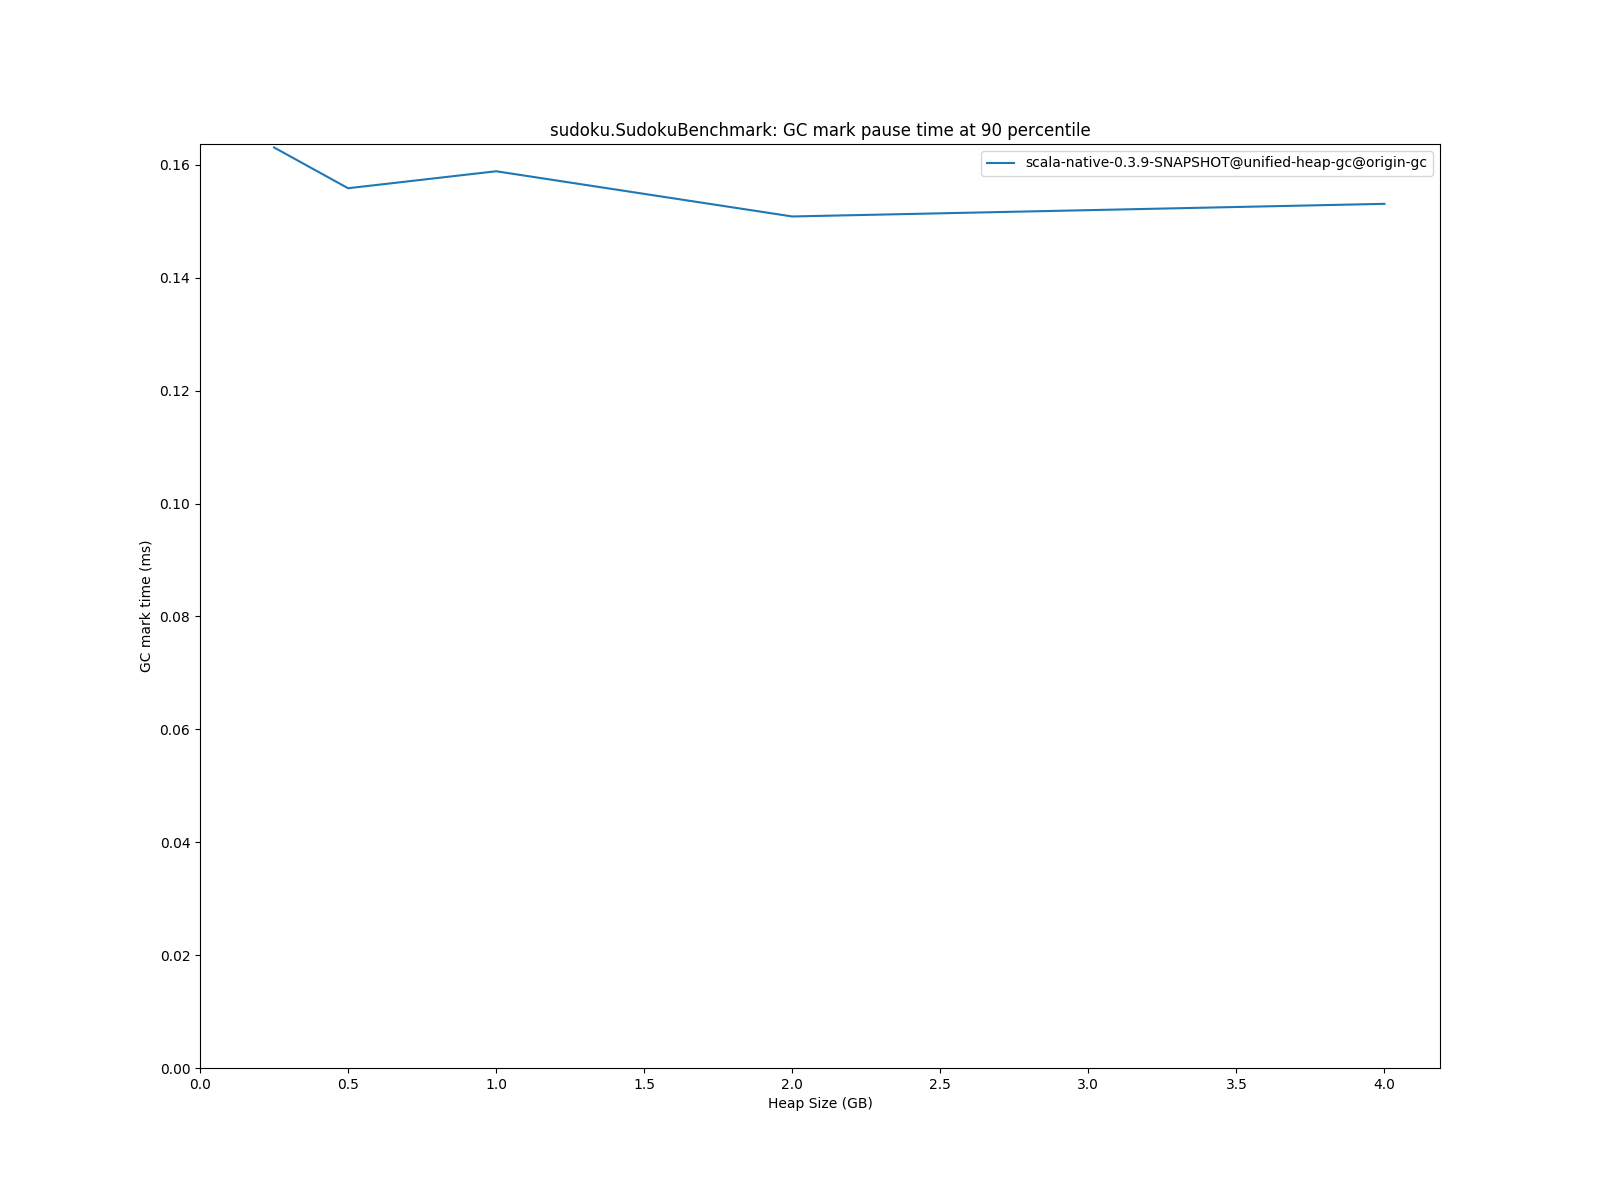 sudoku.SudokuBenchmark: GC mark pause time at 90 percentile
scala-native-0.3.9-SNAPSHOT@unified-heap-gc@origin-gc
0.16
0.14
0.12
0.10
0.08
0.06
0.04
0.02
0.00
GC mark time (ms)
0.0 0.5 1.0 1.5 2.0 2.5 3.0 3.5 4.0
Heap Size (GB)